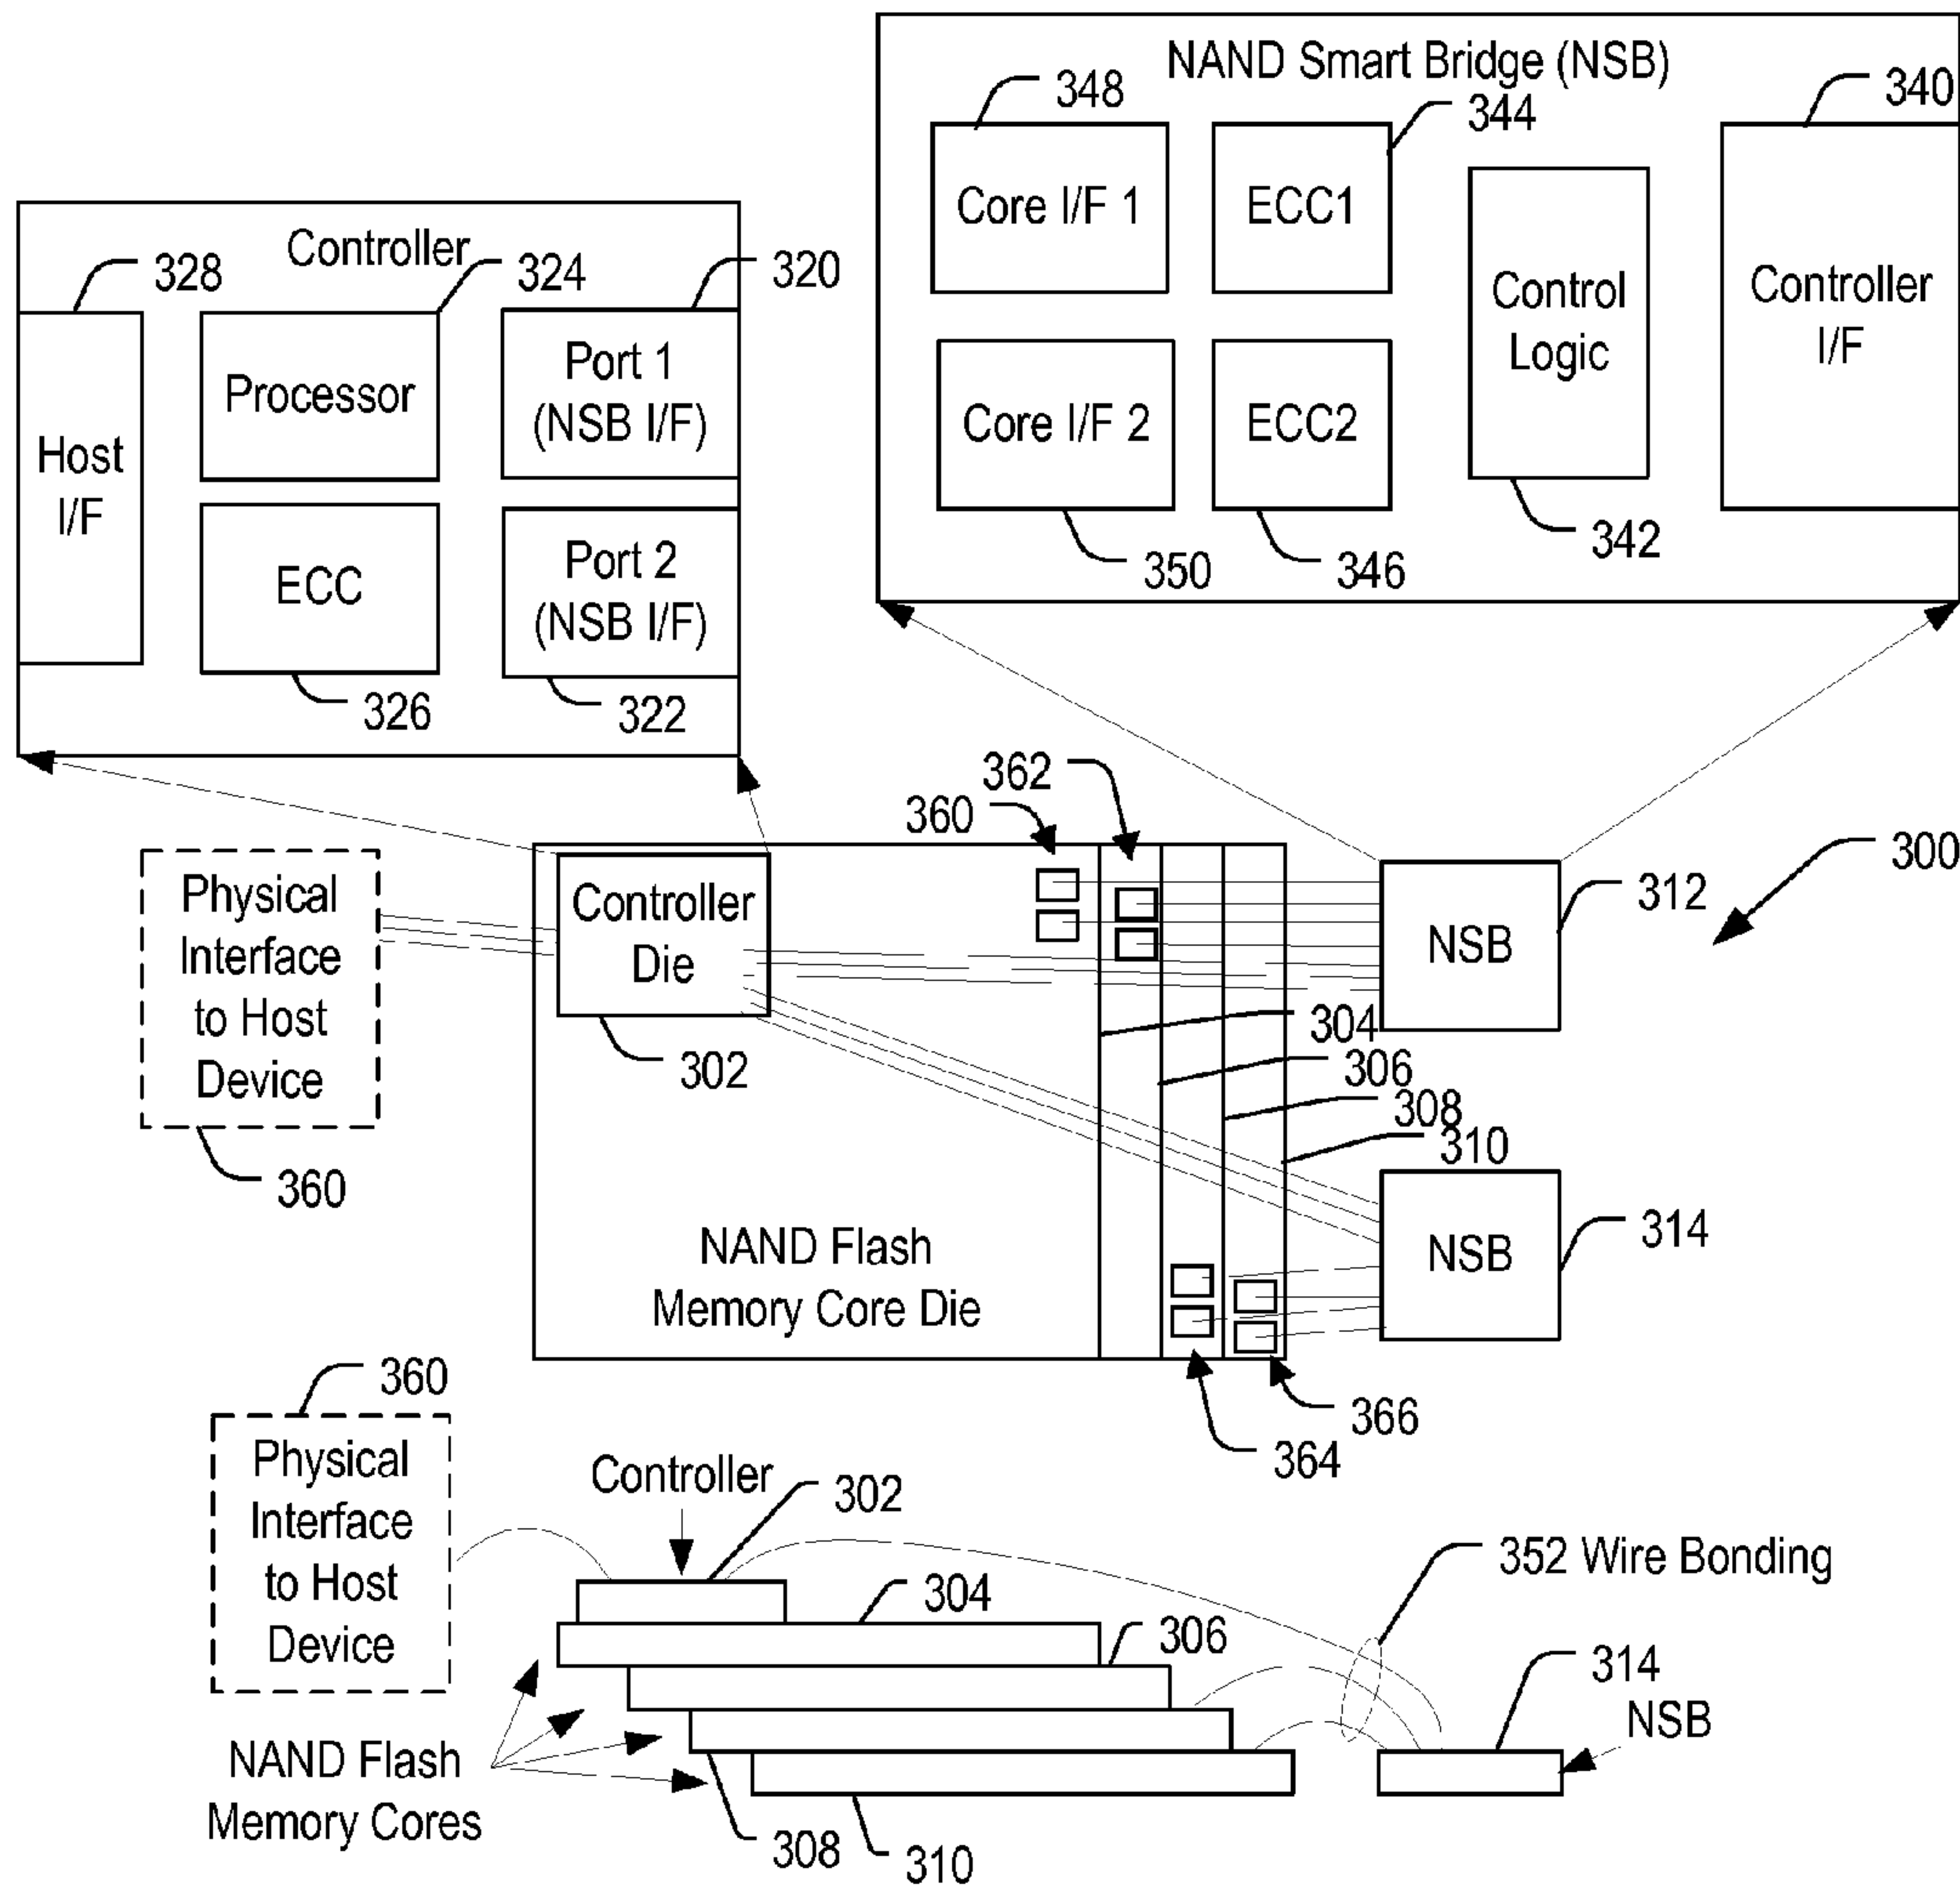 NAND Smart Bridge (NSB)
348
344
340
Core I/F 1
ECC1
Control
Logic
Controller
I/F
Core I/F 2
ECC2
350
346
342
Controller
328
324
320
Host
I/F
Processor
Port 1
(NSB I/F)
ECC
Port 2
(NSB I/F)
326
322
362
360
300
Physical
Interface
to Host
Device
360
Controller
Die
302
NSB
312
304
306
308
310
NSB
314
NAND Flash
Memory Core Die
366
364
360
Physical
Interface
to Host
Device
Controller
302
352 Wire Bonding
304
306
314
NSB
NAND Flash
Memory Cores
308
310